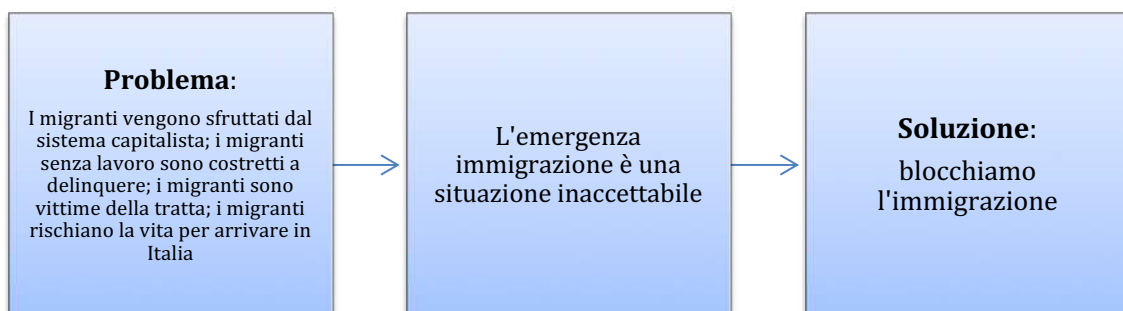 Problema:
I migranti vengono sfruttati dal
sistema capitalista; i migranti
senza lavoro sono costretti a
delinquere; i migranti sono
vittime della tratta; i migranti
rischiano la vita per arrivare in
Italia
L'emergenza
immigrazione è una
situazione inaccettabile
Soluzione:
blocchiamo
l'immigrazione